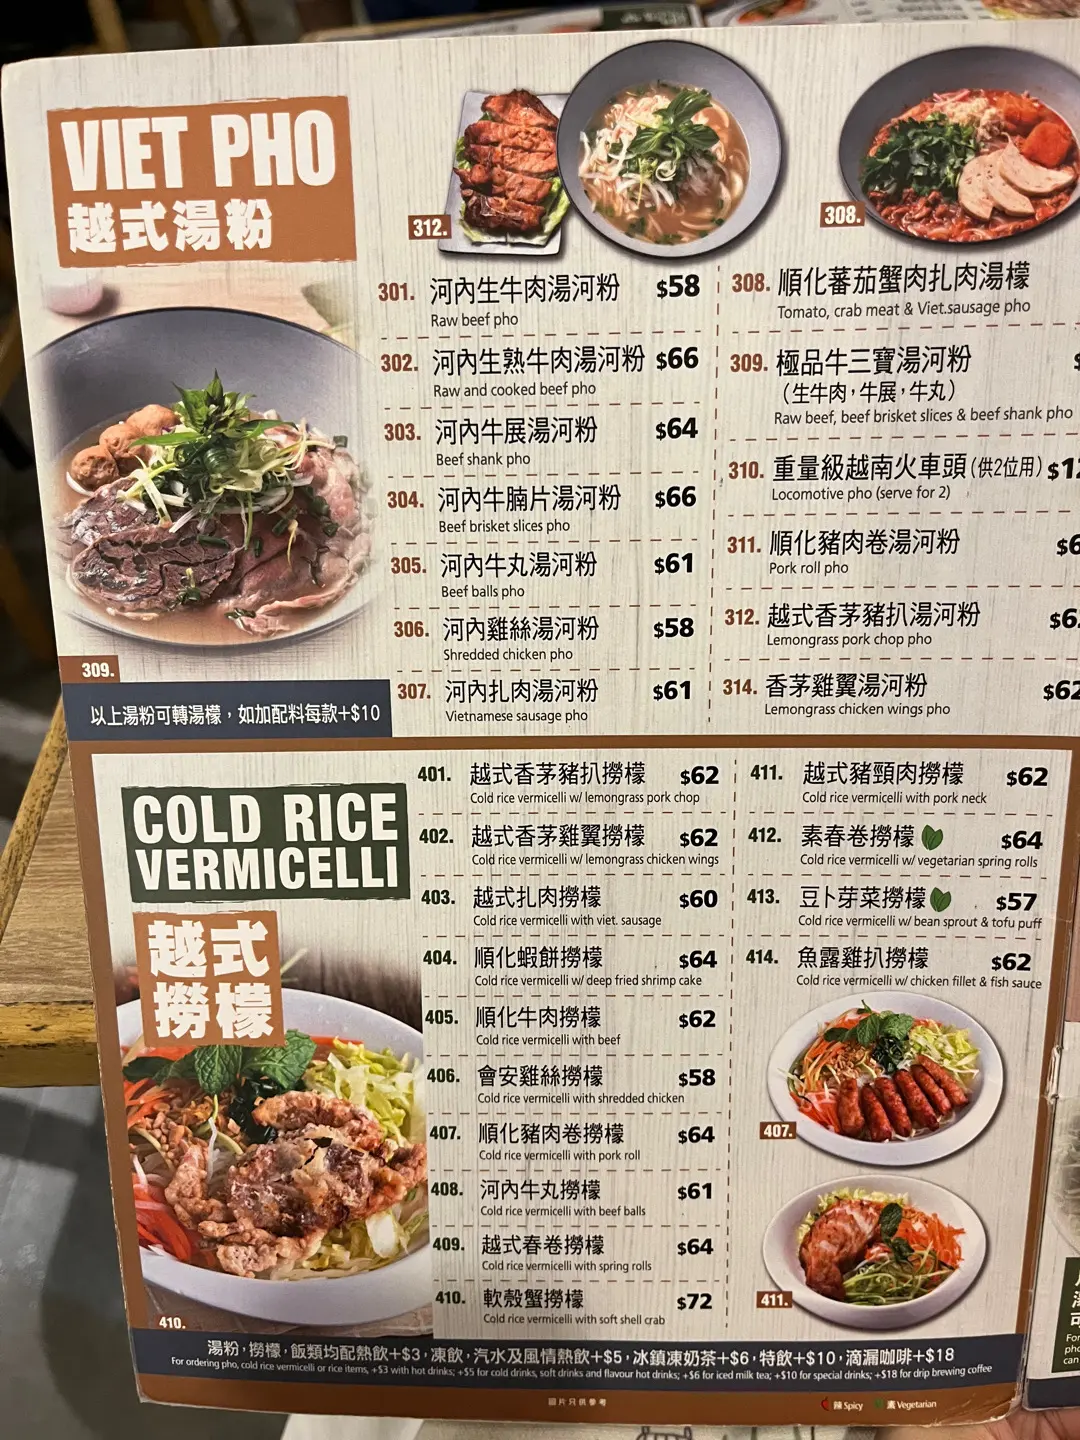 VIET PHO
越式湯粉
312.
308.
301. 河內生牛肉湯河粉 $58
Raw beef pho
302. 河內生熟牛肉湯河粉 $66
Raw and cooked beef pho
303. 河內牛展湯河粉 $64
Beef shank pho
304. 河內牛腩片湯河粉 $66
Beef brisket slices pho
305. 河內牛丸湯河粉 $61
Beef balls pho
306. 河內雞絲湯河粉 $58
Shredded chicken pho
307. 河內扎肉湯河粉 $61
Vietnamese sausage pho
308. 順化蕃茄蟹肉扎肉湯檬
Tomato, crab meat & Viet.sausage pho
309. 極品牛三寶湯河粉
（生牛肉，牛展，牛丸）
Raw beef, beef brisket slices & beef shank pho
310. 重量級越南火車頭(供2位用)
Locomotive pho (serve for 2)
311. 順化豬肉卷湯河粉
Pork roll pho
312. 越式香茅豬扒湯河粉
Lemongrass pork chop pho
314. 香茅雞翼湯河粉 $62
Lemongrass chicken wings pho
309.
以上湯粉可轉湯檬，如加配料每款+$10
COLD RICE
VERMICELLI
越式
撈檬
401. 越式香茅豬扒撈檬 $62
Cold rice vermicelli w/ lemongrass pork chop
402. 越式香茅雞翼撈檬 $62
Cold rice vermicelli w/ lemongrass chicken wings
403. 越式扎肉撈檬 $60
Cold rice vermicelli with viet. sausage
404. 順化蝦餅撈檬 $64
Cold rice vermicelli w/ deep fried shrimp cake
405. 順化牛肉撈檬 $62
Cold rice vermicelli with beef
406. 會安雞絲撈檬 $58
Cold rice vermicelli with shredded chicken
407. 順化豬肉卷撈檬 $64
Cold rice vermicelli with pork roll
408. 河內牛丸撈檬 $61
Cold rice vermicelli with beef balls
409. 越式春卷撈檬 $64
Cold rice vermicelli with spring rolls
410. 軟殼蟹撈檬 $72
Cold rice vermicelli with soft shell crab
411. 越式豬頸肉撈檬 $62
Cold rice vermicelli with pork neck
412. 素春卷撈檬 $64
Cold rice vermicelli w/ vegetarian spring rolls
413. 豆卜芽菜撈檬 $57
Cold rice vermicelli w/ bean sprout & tofu puff
414. 魚露雞扒撈檬 $62
Cold rice vermicelli w/ chicken fillet & fish sauce
407.
411.
410.
湯粉，撈檬，飯類均配熱飲+$3，凍飲，汽水及風情熱飲+$5，冰鎮凍奶茶+$6，特飲+$10，滴漏咖啡+$18
For ordering pho, cold rice vermicelli or rice items, +$3 with hot drinks; +$5 for cold drinks, soft drinks and flavour hot drinks; +$6 for iced milk tea; +$10 for special drinks; +$18 for drip brewing coffee
圖片只供參考
辣 Spicy 素 Vegetarian